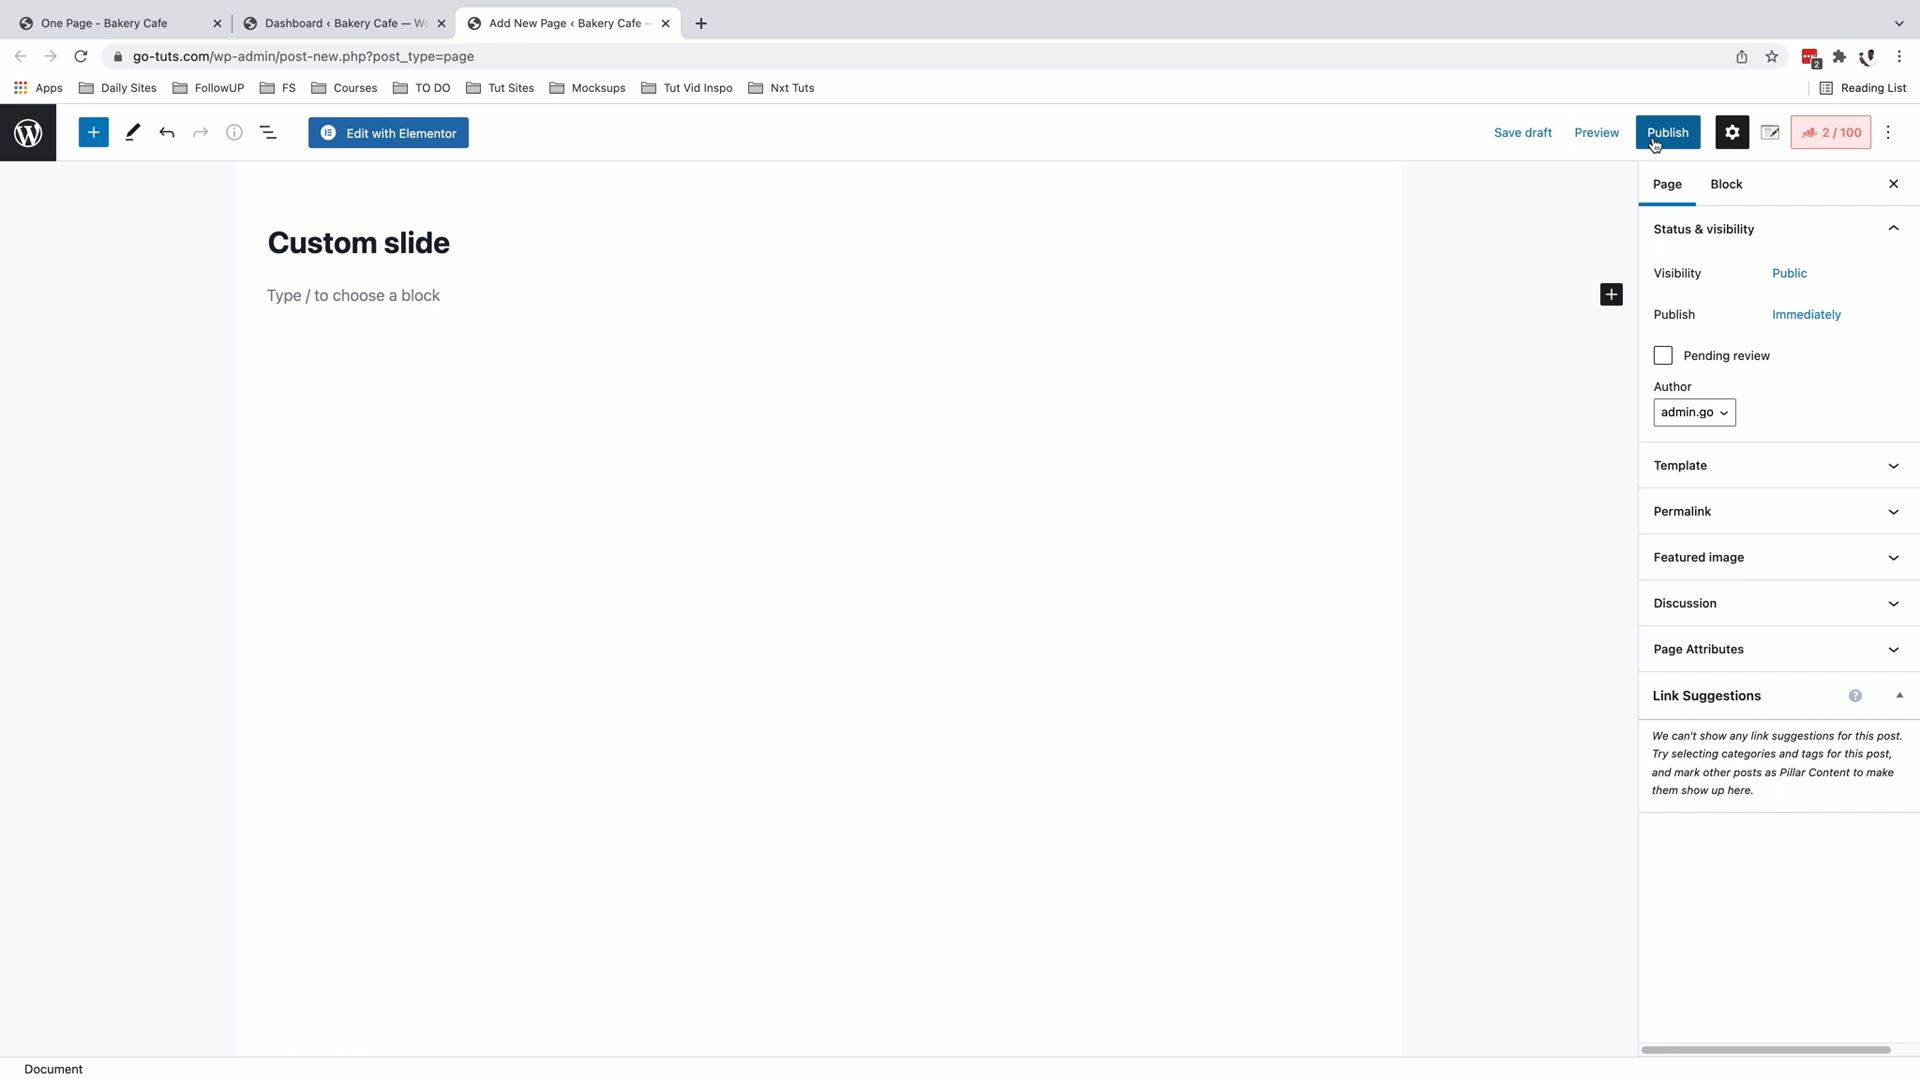 One Page - Bakery Cafe
Dashboard ‹ Bakery Cafe — Wo
Add New Page ‹ Bakery Cafe –
go-tuts.com/wp-admin/post-new.php?post_type=page
2
Apps
Daily Sites
FollowUP
FS
Courses
TO DO
Tut Sites
Mocksups
Tut Vid Inspo
Nxt Tuts
Reading List
Edit with Elementor
Save draft
Preview
Publish
2 / 100
Page
Block
Custom slide
Status & visibility
Visibility
Public
Type / to choose a block
Publish
Immediately
Pending review
Author
admin.go
Template
Permalink
Featured image
Discussion
Page Attributes
Link Suggestions
?
We can't show any link suggestions for this post.
Try selecting categories and tags for this post,
and mark other posts as Pillar Content to make
them show up here.
Document